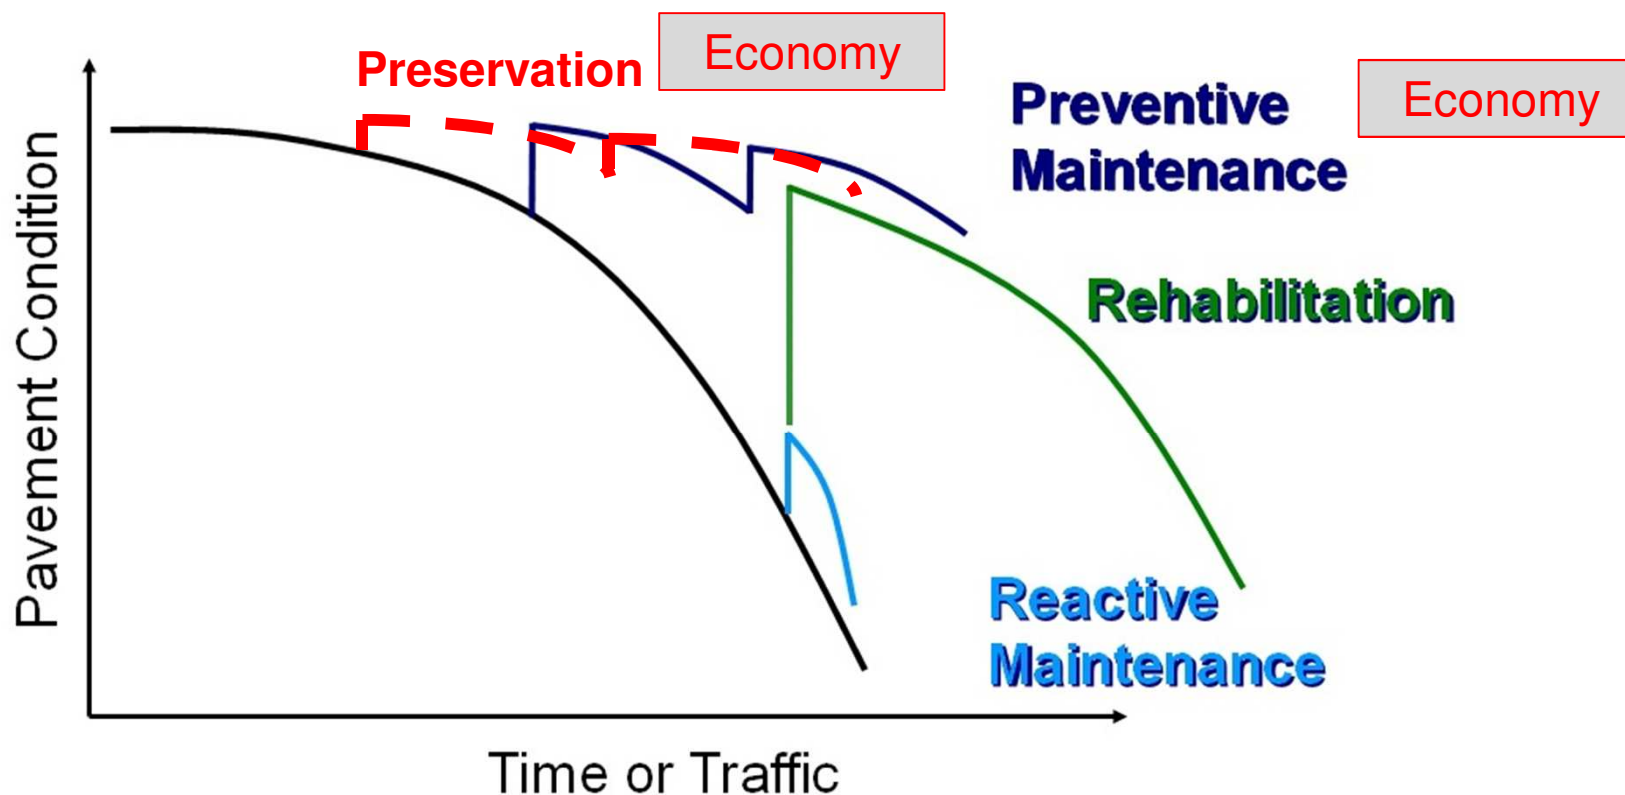 Economy
Preservation
Preventive
Maintenance
Economy
Rehabilitation
Reactive
Maintenance
Pavement Condition
Time or Traffic